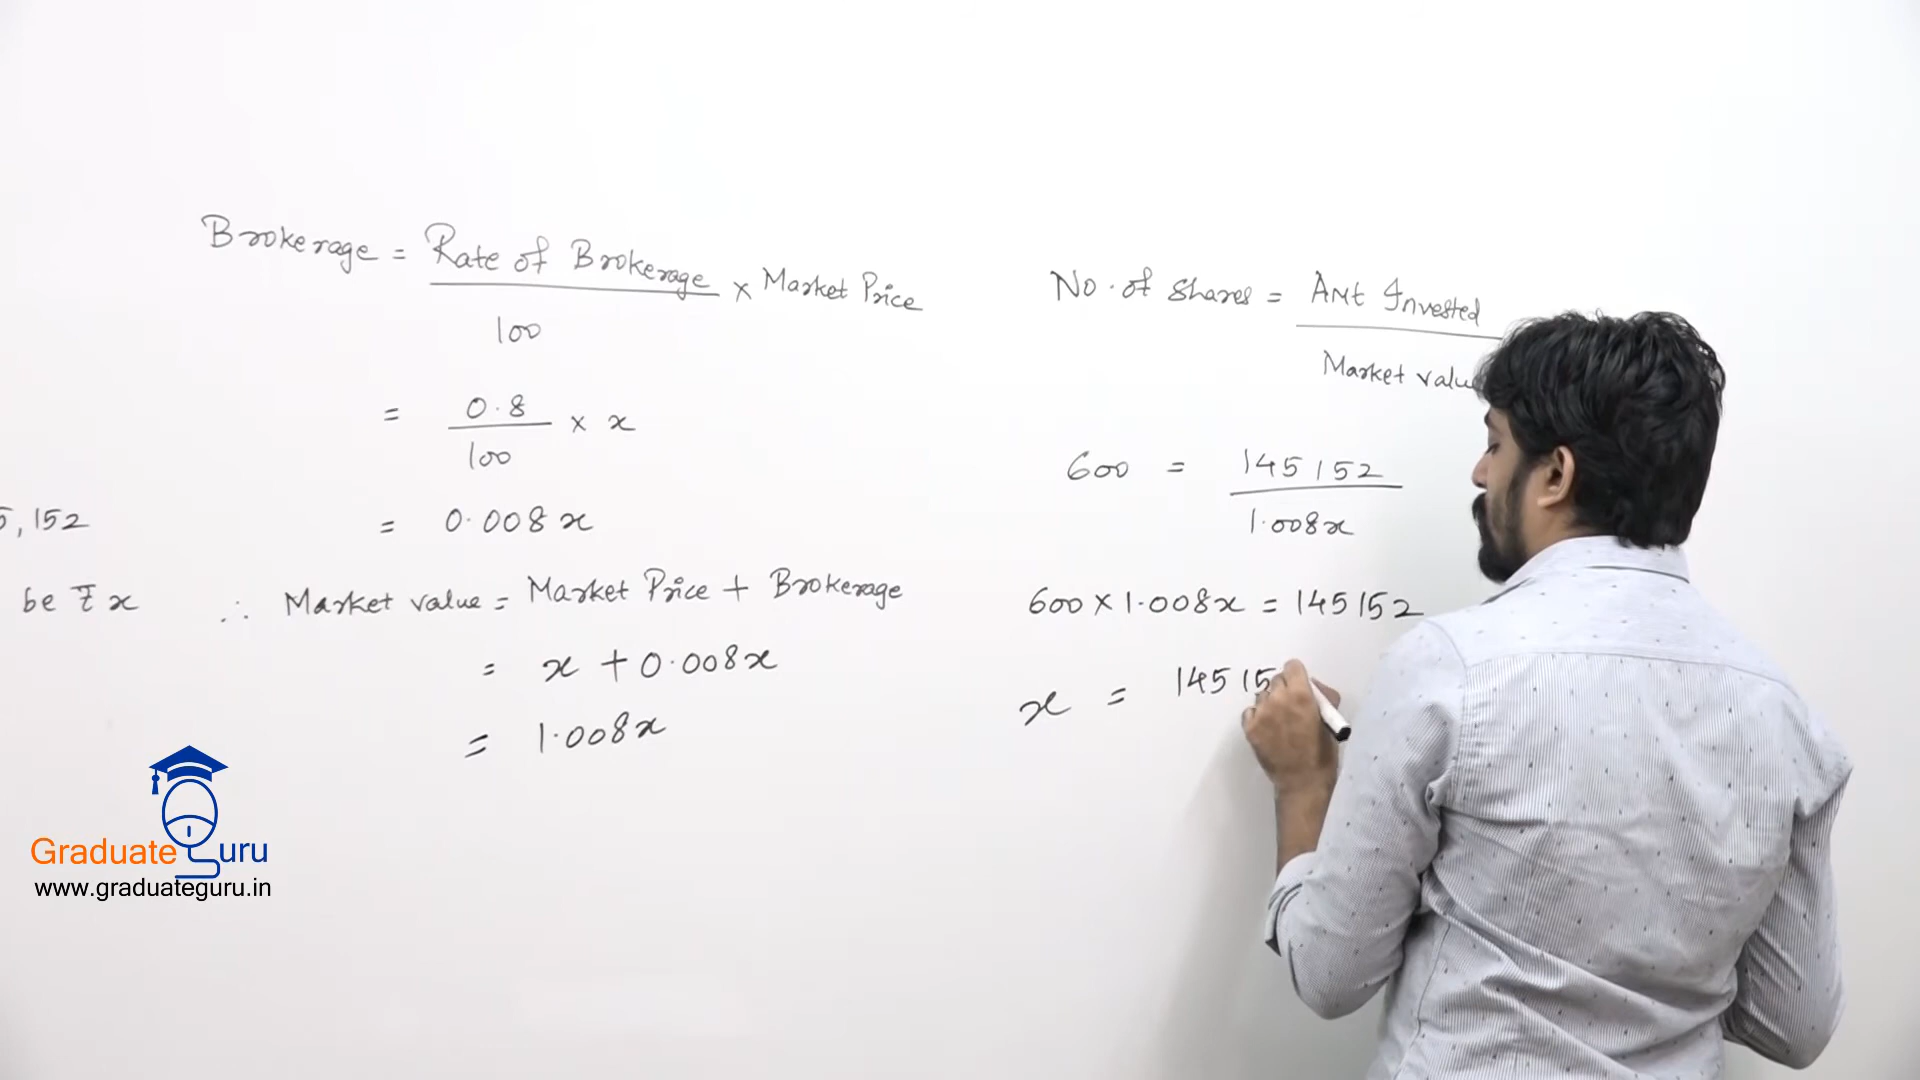 Brokerage = Rate of Brokerage × Market Price
100
= 0.8 × x
100
= 0.008x
5,152
be ₹ x
∴ Market value = Market Price + Brokerage
= x + 0.008x
= 1.008x
No. of Shares = Amt Invested
Market
600 = 145152
1.008x
600 × 1.008x = 145152
x = 14515
GraduateGuru
www.graduateguru.in